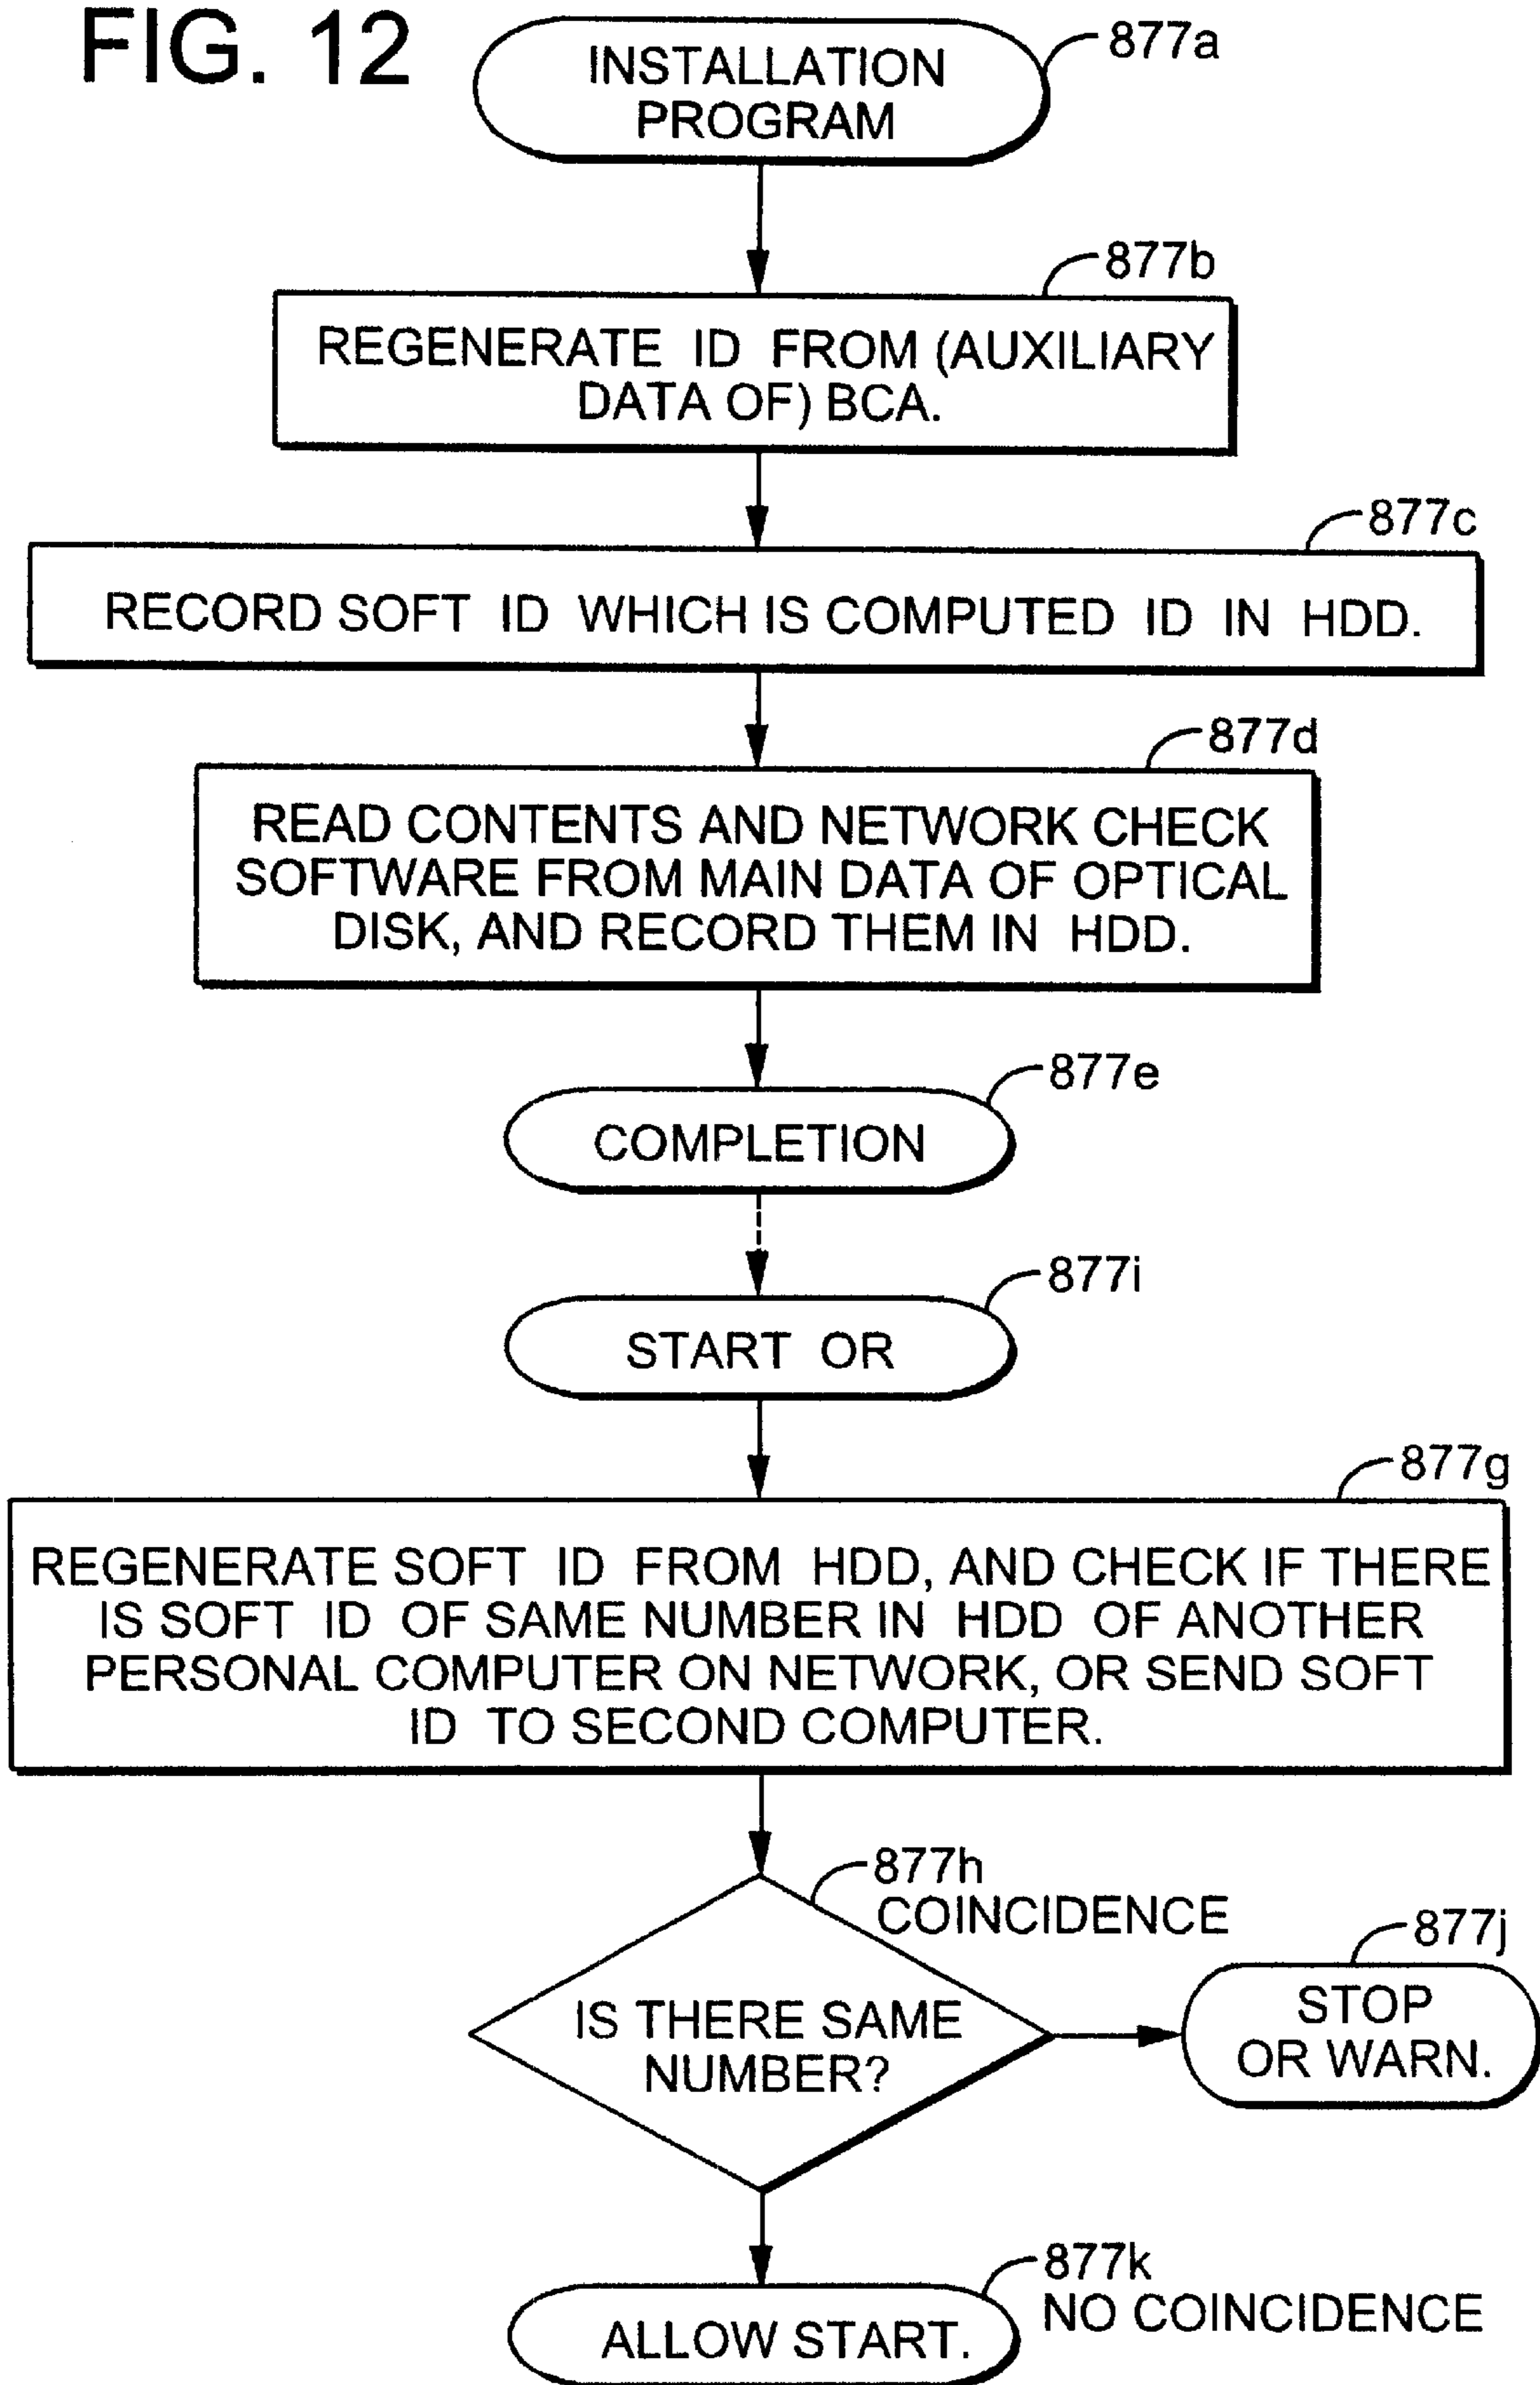 FIG. 12
877a
INSTALLATION
PROGRAM
877b
REGENERATE ID FROM (AUXILIARY
DATA OF) BCA.
877c
RECORD SOFT ID WHICH IS COMPUTED ID IN HDD.
877d
READ CONTENTS AND NETWORK CHECK
SOFTWARE FROM MAIN DATA OF OPTICAL
DISK, AND RECORD THEM IN HDD.
877e
COMPLETION
877i
START OR
877g
REGENERATE SOFT ID FROM HDD, AND CHECK IF THERE
IS SOFT ID OF SAME NUMBER IN HDD OF ANOTHER
PERSONAL COMPUTER ON NETWORK, OR SEND SOFT
ID TO SECOND COMPUTER.
877h
COINCIDENCE
877j
IS THERE SAME
NUMBER?
STOP
OR WARN.
877k
NO COINCIDENCE
ALLOW START.